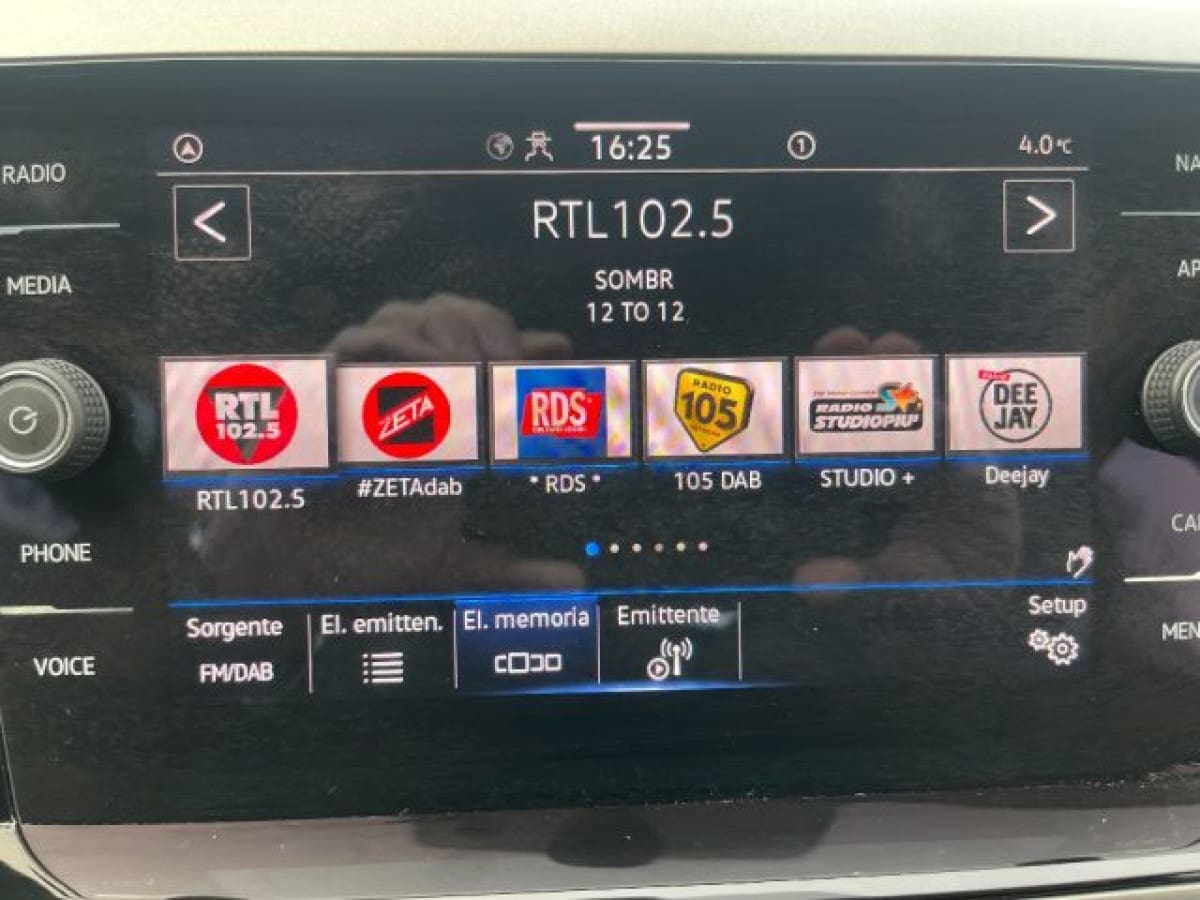 16:25
1
4.0°C
RADIO
NA
RTL102.5
MEDIA
SOMBR
AP
12 TO 12
RTL
102.5
ZETA
RDS
RADIO
105
RADIO
STUDIOPIU'
RADIO
DEE
JAY
RTL102.5
#ZETAdab
* RDS *
105 DAB
STUDIO +
Deejay
PHONE
CA
Sorgente
FM/DAB
El. emitten.
El. memoria
Emittente
Setup
VOICE
MEN